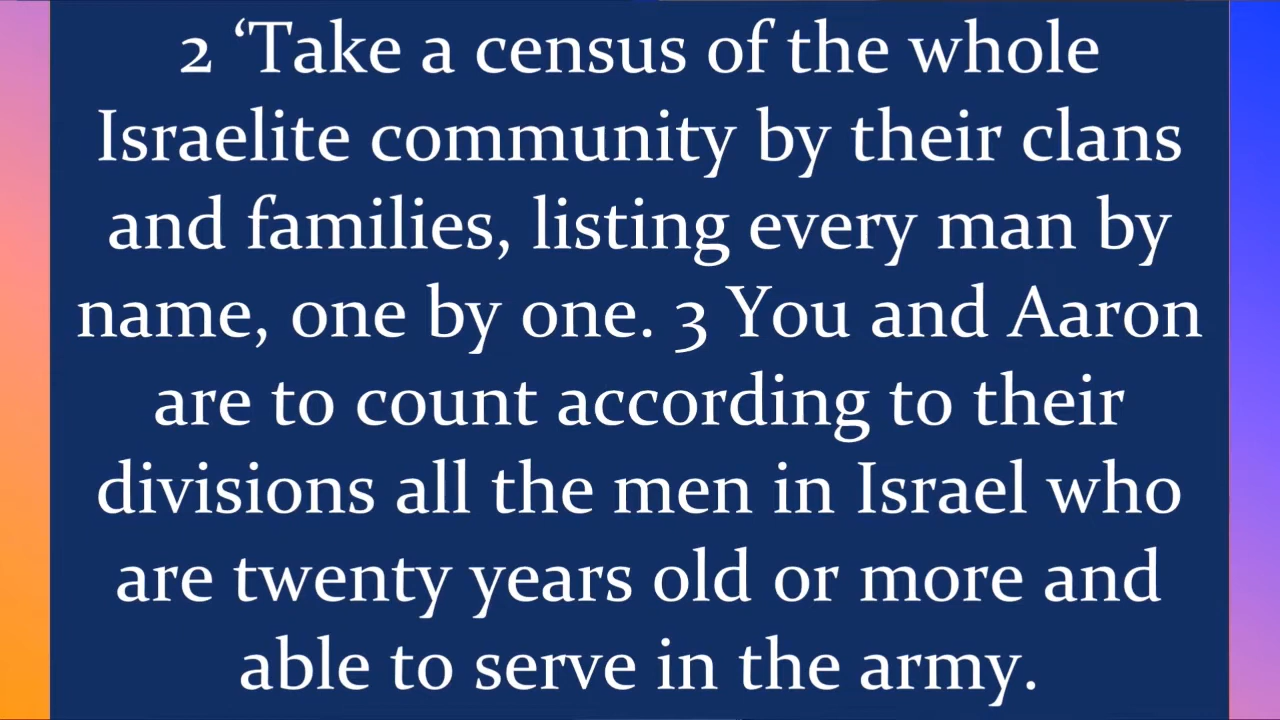 2 ‘Take a census of the whole
Israelite community by their clans
and families, listing every man by
name, one by one. 3 You and Aaron
are to count according to their
divisions all the men in Israel who
are twenty years old or more and
able to serve in the army.